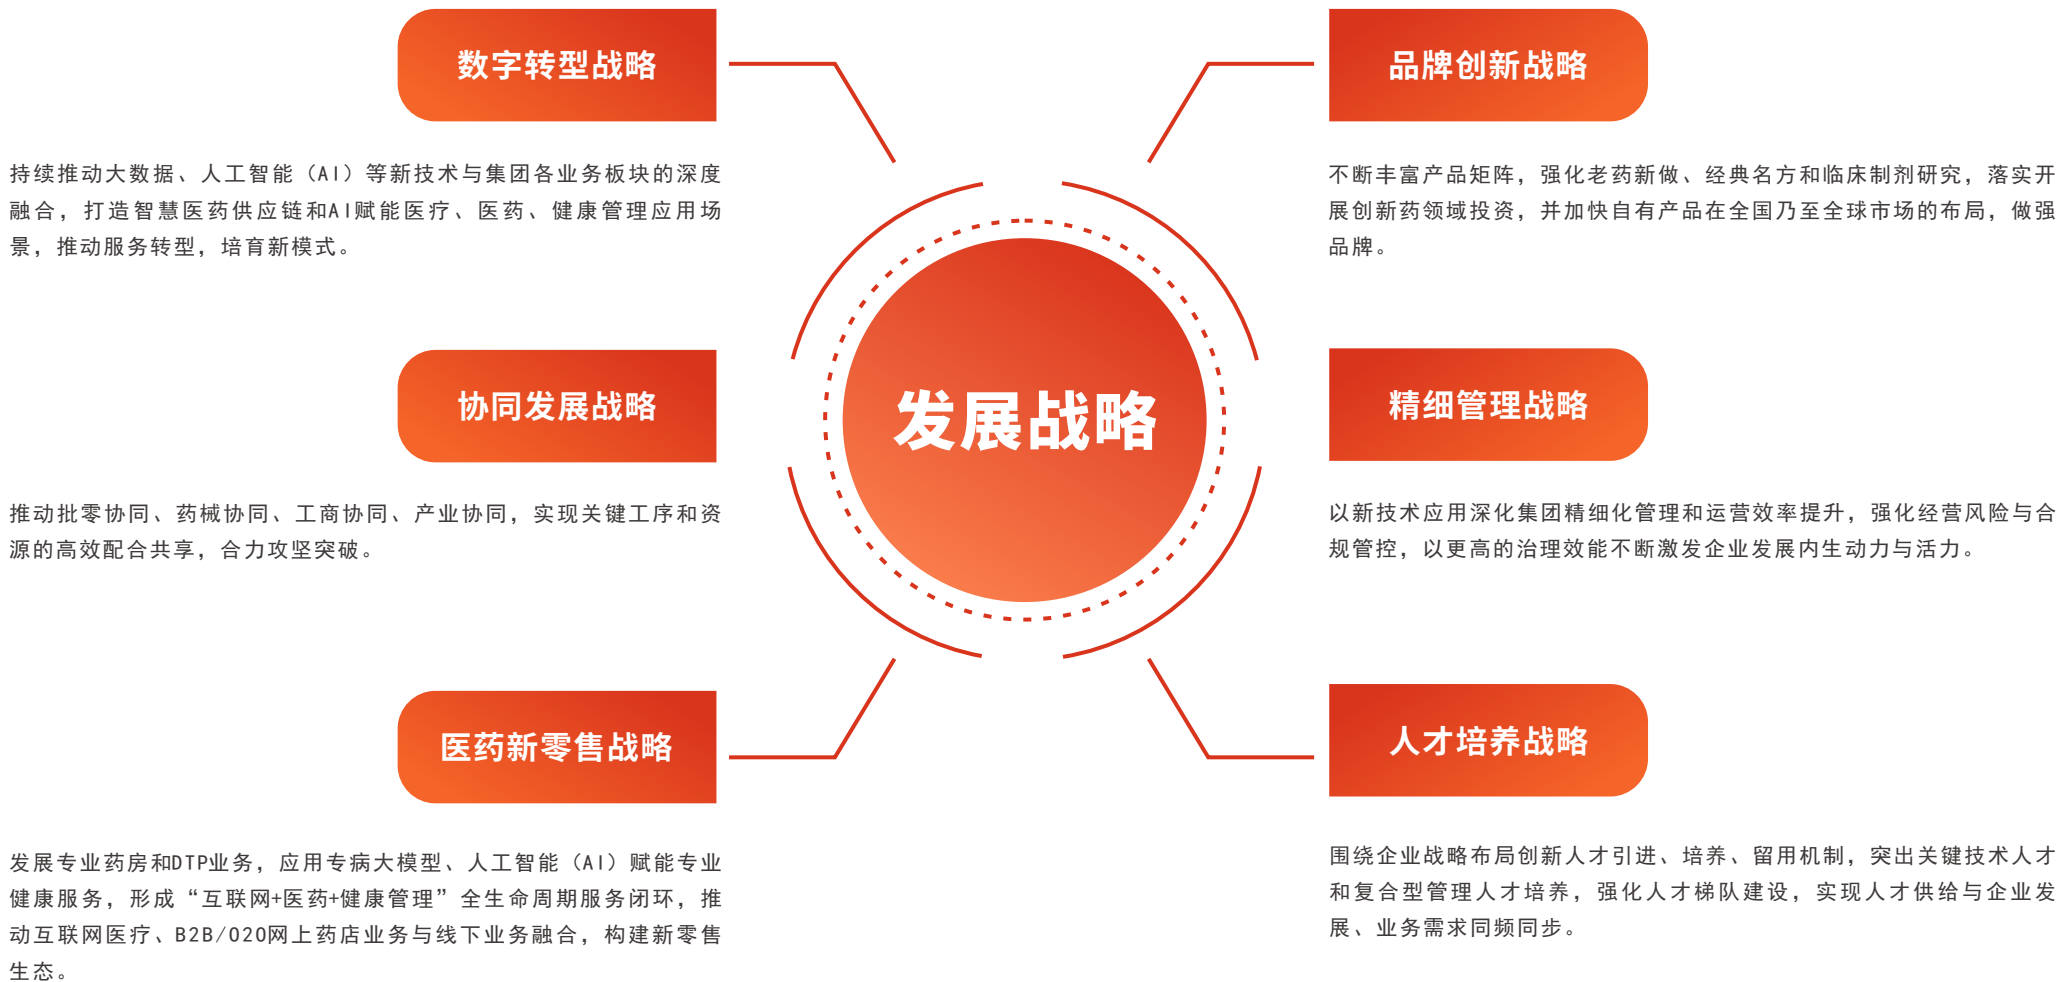 数字转型战略
持续推动大数据、人工智能（AI）等新技术与集团各业务板块的深度
融合，打造智慧医药供应链和AI赋能医疗、医药、健康管理应用场
景，推动服务转型，培育新模式。
协同发展战略
推动批零协同、药械协同、工商协同、产业协同，实现关键工序和资
源的高效配合共享，合力攻坚突破。
医药新零售战略
发展专业药房和DTP业务，应用专病大模型、人工智能（AI）赋能专业
健康服务，形成“互联网+医药+健康管理”全生命周期服务闭环，推
动互联网医疗、B2B/O2O网上药店业务与线下业务融合，构建新零售
生态。
发展战略
品牌创新战略
不断丰富产品矩阵，强化老药新做、经典名方和临床制剂研究，落实开
展创新药领域投资，并加快自有产品在全国乃至全球市场的布局，做强
品牌。
精细管理战略
以新技术应用深化集团精细化管理和运营效率提升，强化经营风险与合
规管控，以更高的治理效能不断激发企业发展内生动力与活力。
人才培养战略
围绕企业战略布局创新人才引进、培养、留用机制，突出关键技术人才
和复合型管理人才培养，强化人才梯队建设，实现人才供给与企业发
展、业务需求同频同步。